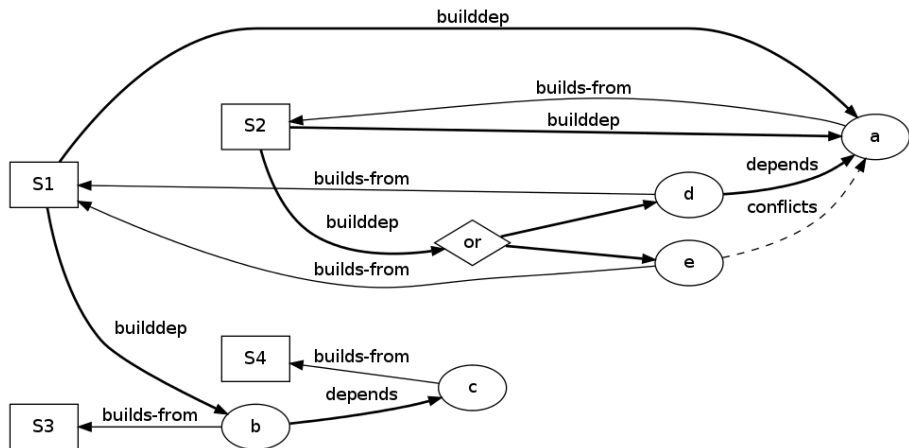 builddep
builds-from
S2
builddep
a
depends
S1
builds-from
d
conflicts
builddep
or
builds-from
e
builddep
S4
builds-from
c
depends
S3
builds-from
b